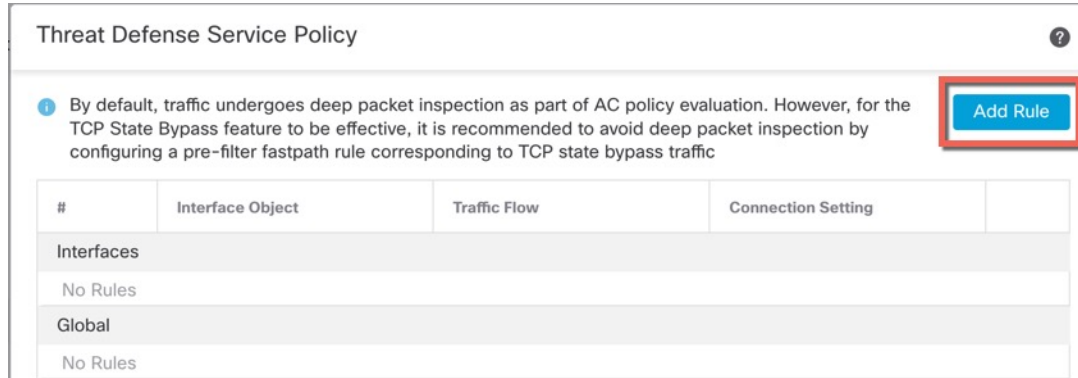 Threat Defense Service Policy
?
i
By default, traffic undergoes deep packet inspection as part of AC policy evaluation. However, for the
TCP State Bypass feature to be effective, it is recommended to avoid deep packet inspection by
configuring a pre-filter fastpath rule corresponding to TCP state bypass traffic
Add Rule
# Interface Object Traffic Flow Connection Setting
Interfaces
No Rules
Global
No Rules